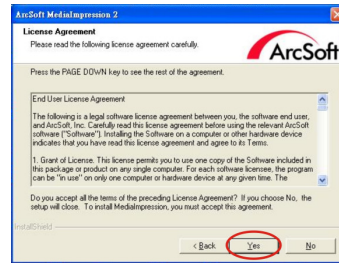 ArcSoft MediaImpression 2
License Agreement
Please read the following license agreement carefully.
ArcSoft
Press the PAGE DOWN key to see the rest of the agreement.
End User License Agreement
The following is a legal software license agreement between you, the software end user,
and ArcSoft, Inc. Carefully read this license agreement before using the relevant ArcSoft
software ("Software"). Installing the Software on a computer or other hardware device
indicates that you have read this license agreement and agree to its Terms.
1. Grant of License. This license permits you to use one copy of the Software included in
this package or product on any single computer. For each software licensee, the program
can be "in use" on only one computer or hardware device at any given time. The
Do you accept all the terms of the preceding License Agreement? If you choose No, the
setup will close. To install MediaImpression, you must accept this agreement.
InstallShield
< Back
Yes
No